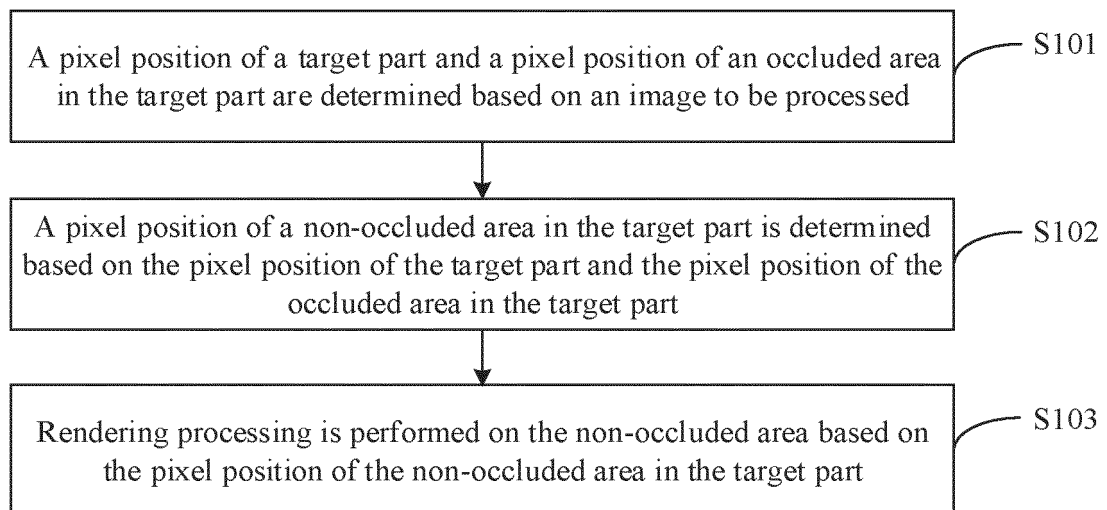 A pixel position of a target part and a pixel position of an occluded area
in the target part are determined based on an image to be processed
S101
A pixel position of a non-occluded area in the target part is determined
based on the pixel position of the target part and the pixel position of the
occluded area in the target part
S102
Rendering processing is performed on the non-occluded area based on
the pixel position of the non-occluded area in the target part
S103